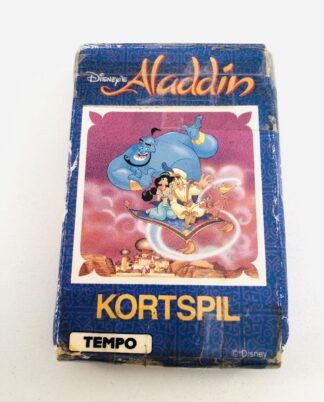 DISNEY'S Aladdin
KORTSPIL
TEMPO
© Disney